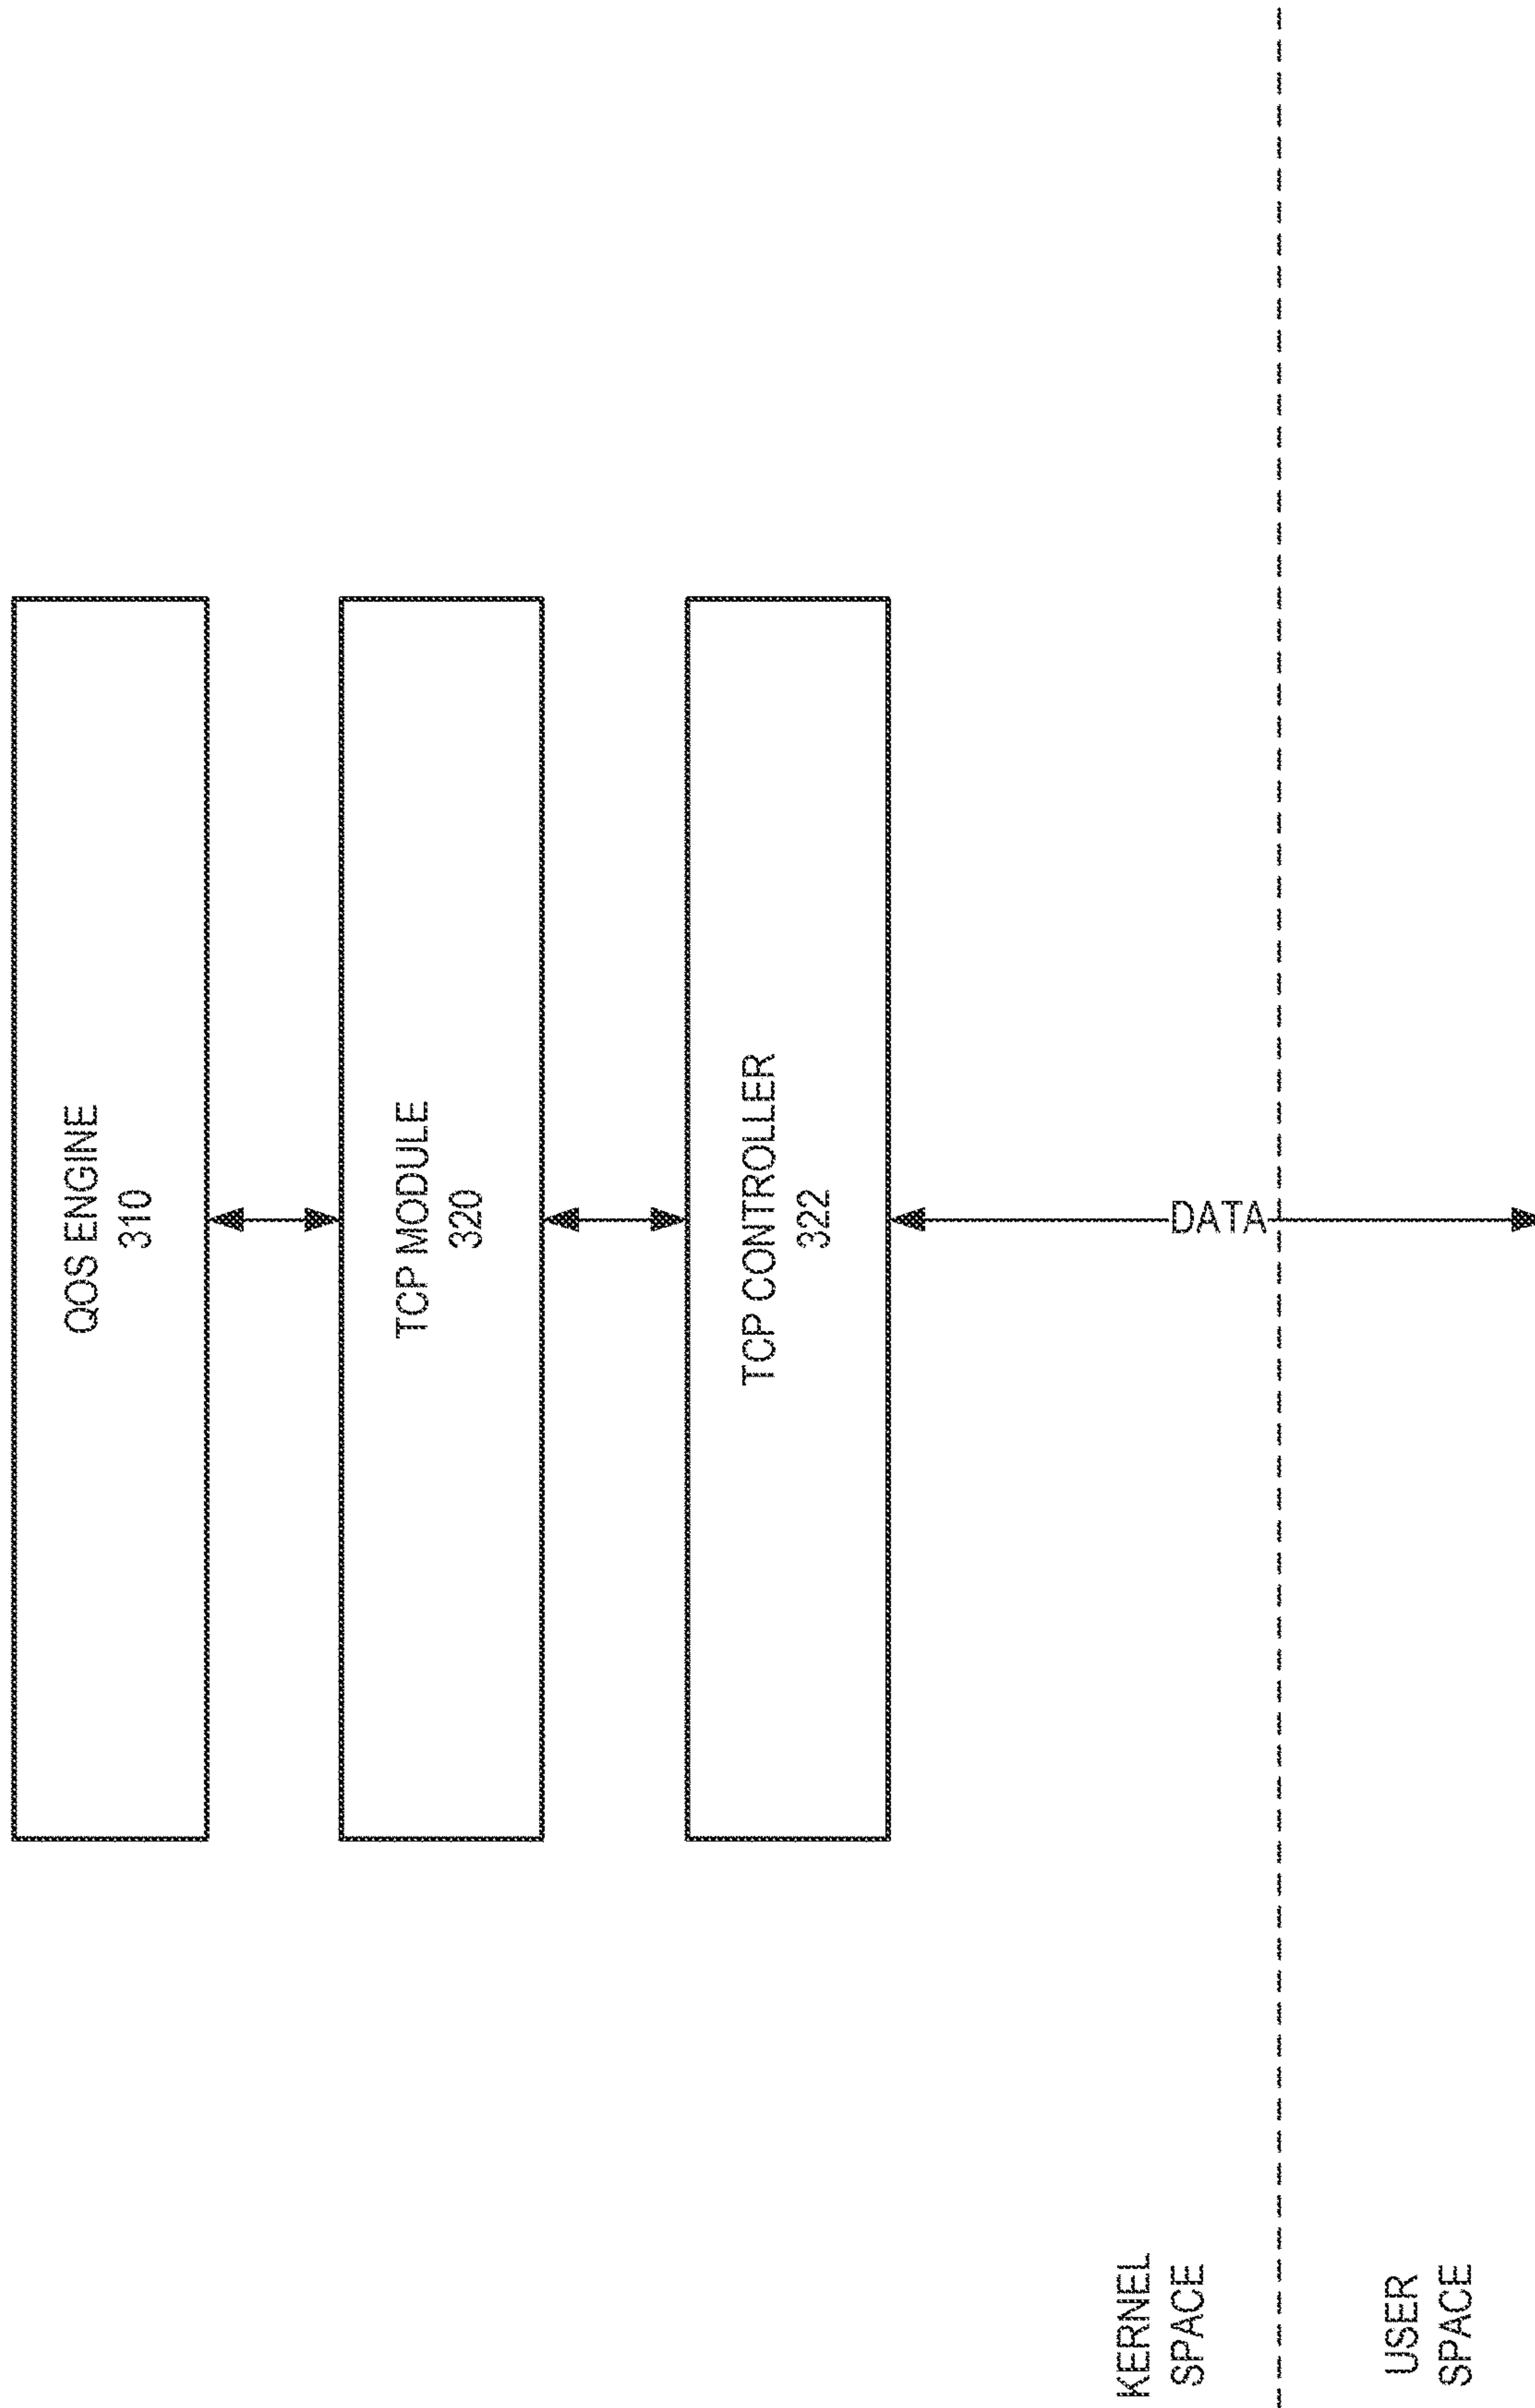 QOS ENGINE
310
TCP MODULE
320
TCP CONTROLLER
322
DATA
KERNEL
SPACE
USER
SPACE